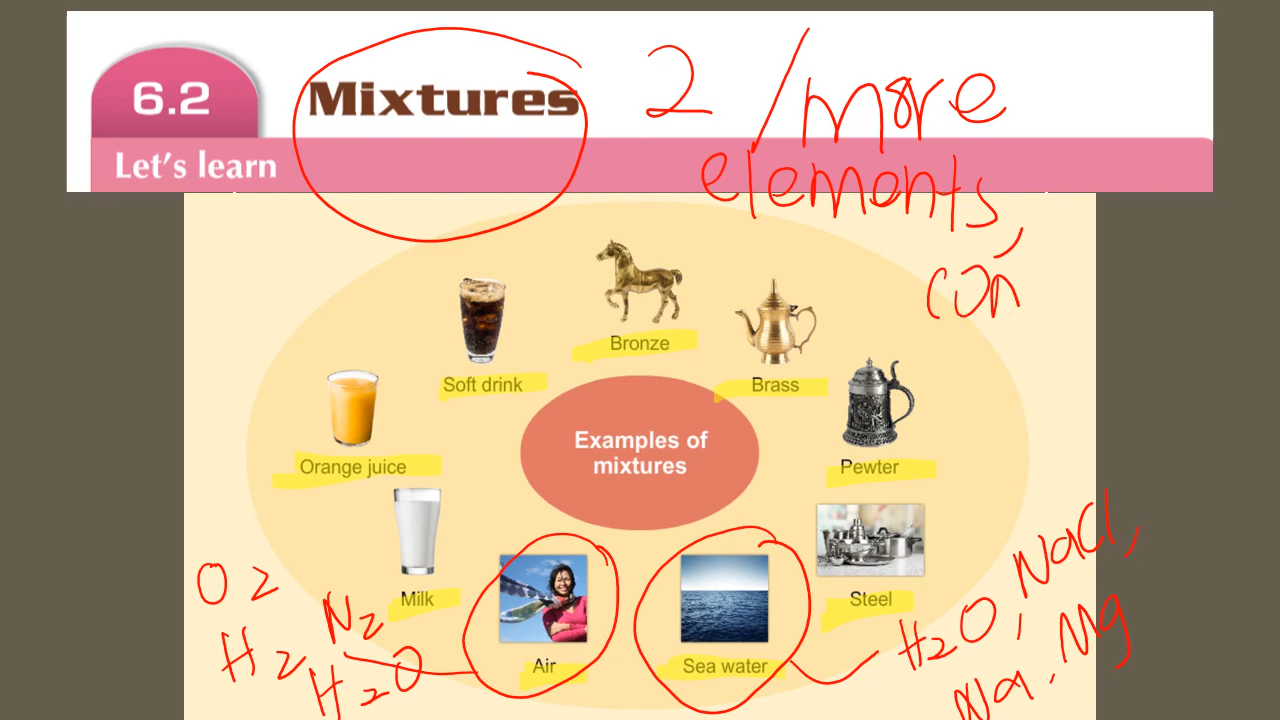 6.2
Mixtures
2 / more
Let's learn
elements,
con
Bronze
Soft drink
Brass
Orange juice
Examples of
mixtures
Pewter
Milk
Air
Sea water
Steel
O2
N2
H2
H2O
H2O, NaCl,
Mg